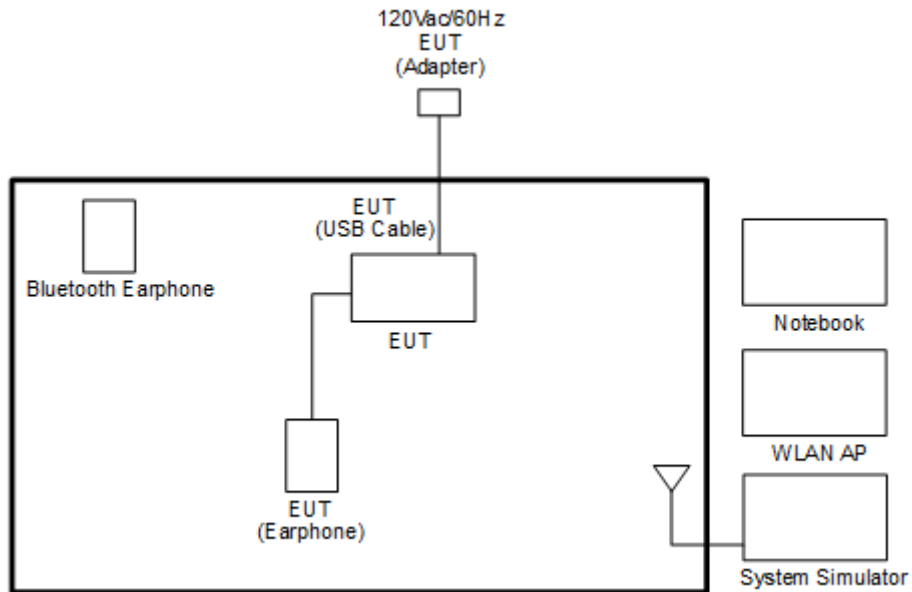 120Vac/60Hz
EUT
(Adapter)
EUT
(USB Cable)
Bluetooth Earphone
EUT
Notebook
WLAN AP
EUT
(Earphone)
System Simulator